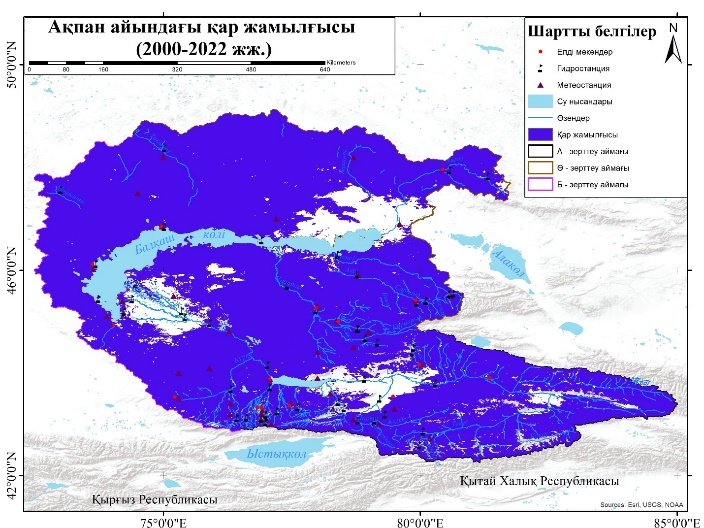 Ақпан айындағы қар жамылғысы
(2000-2022 жж.)
Kilometers
0 80 160 320 480 640
Шартты белгілер
N
Елді мекендер
Гидростанция
Метеостанция
Су нысандары
Өзендер
Қар жамылғысы
А - зерттеу аймағы
Ә - зерттеу аймағы
Б - зерттеу аймағы
50°0'0"N
46°0'0"N
42°0'0"N
Балқаш көлі
Алакөл
Ыстықкөл
Қырғыз Республикасы
Қытай Халық Республикасы
Sources: Esri, USGS, NOAA
75°0'0"E 80°0'0"E 85°0'0"E